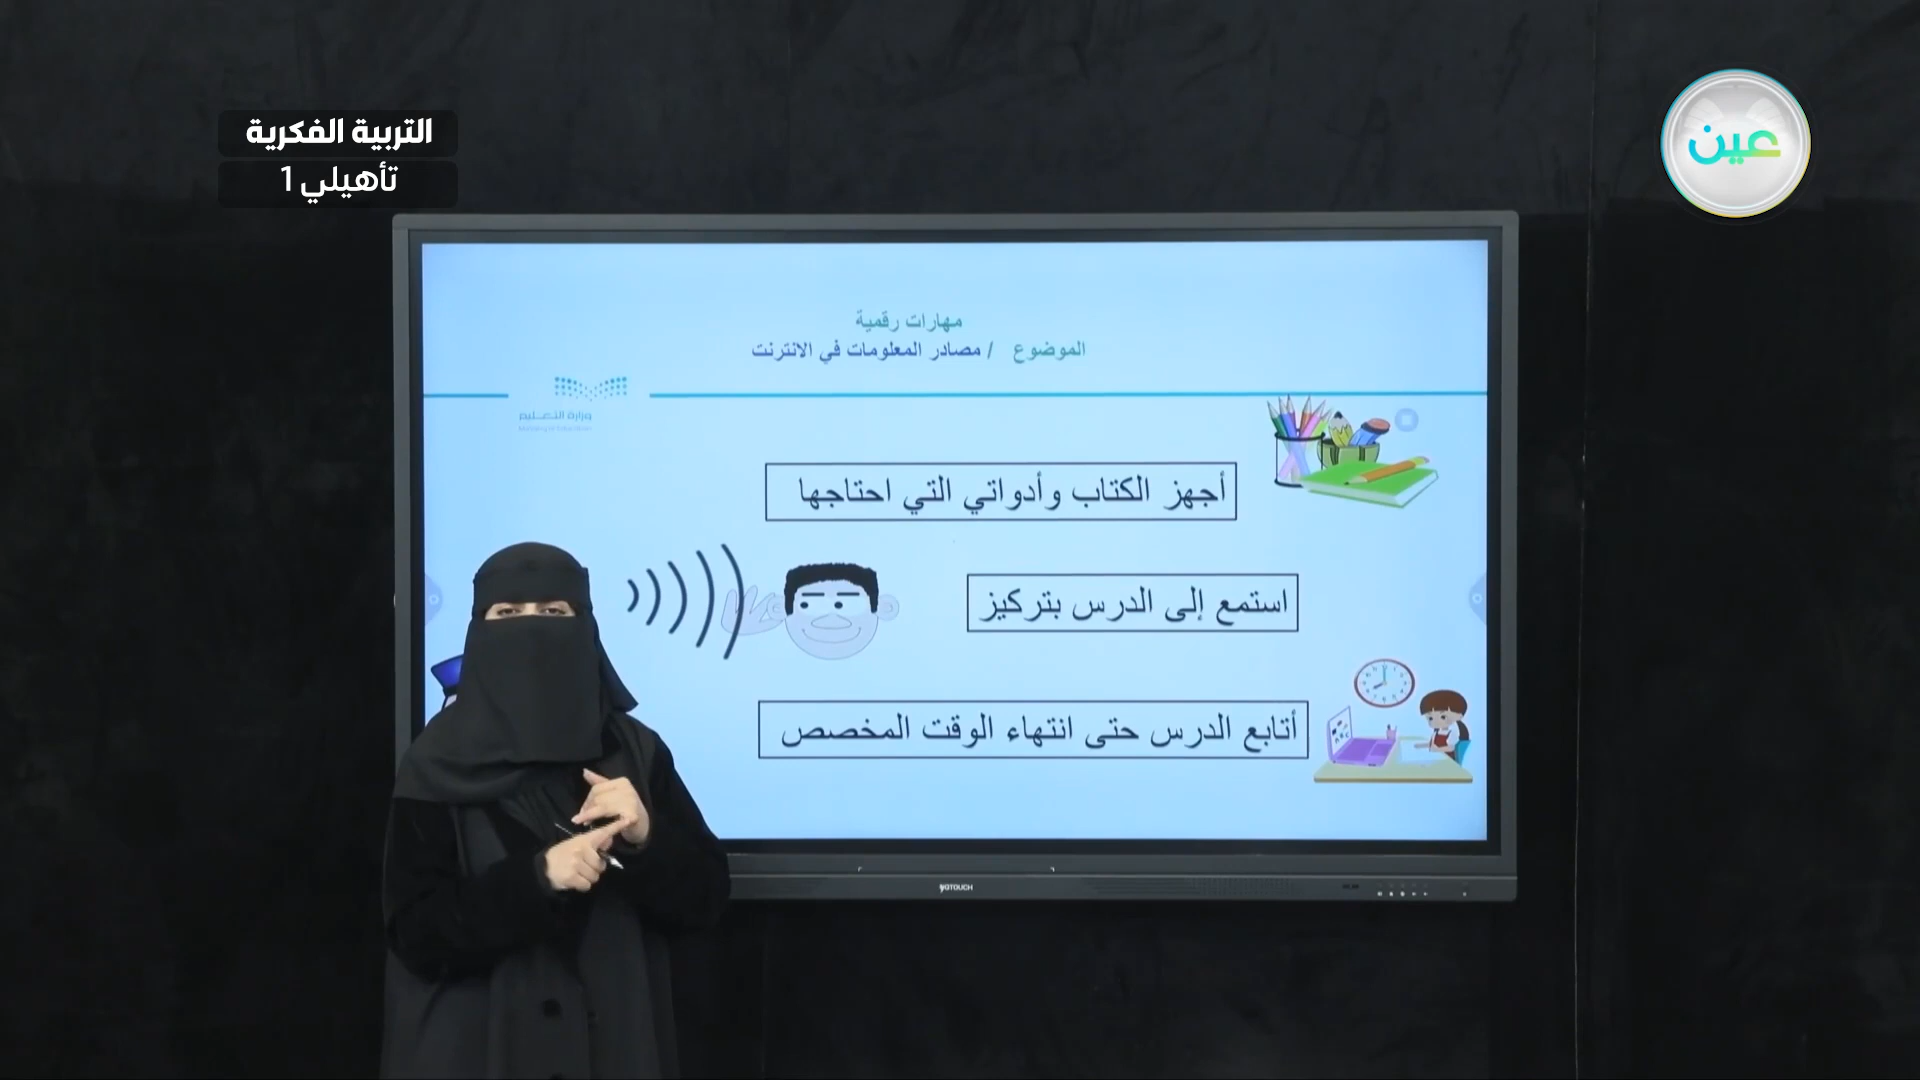 التربية الفكرية
تأهيلي 1
عين
مهارات رقمية
الموضوع / مصادر المعلومات في الانترنت
وزارة التعليم
أجهز الكتاب وأدواتي التي احتاجها
استمع إلى الدرس بتركيز
أتابع الدرس حتى انتهاء الوقت المخصص